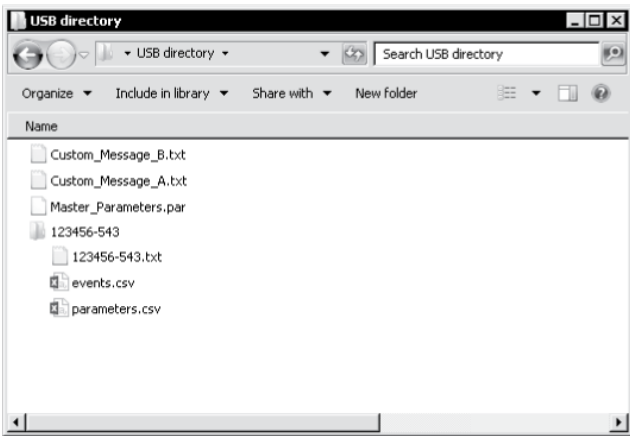 USB directory
USB directory
Search USB directory
Organize Include in library Share with New folder
Name
Custom_Message_B.txt
Custom_Message_A.txt
Master_Parameters.par
123456-543
123456-543.txt
events.csv
parameters.csv